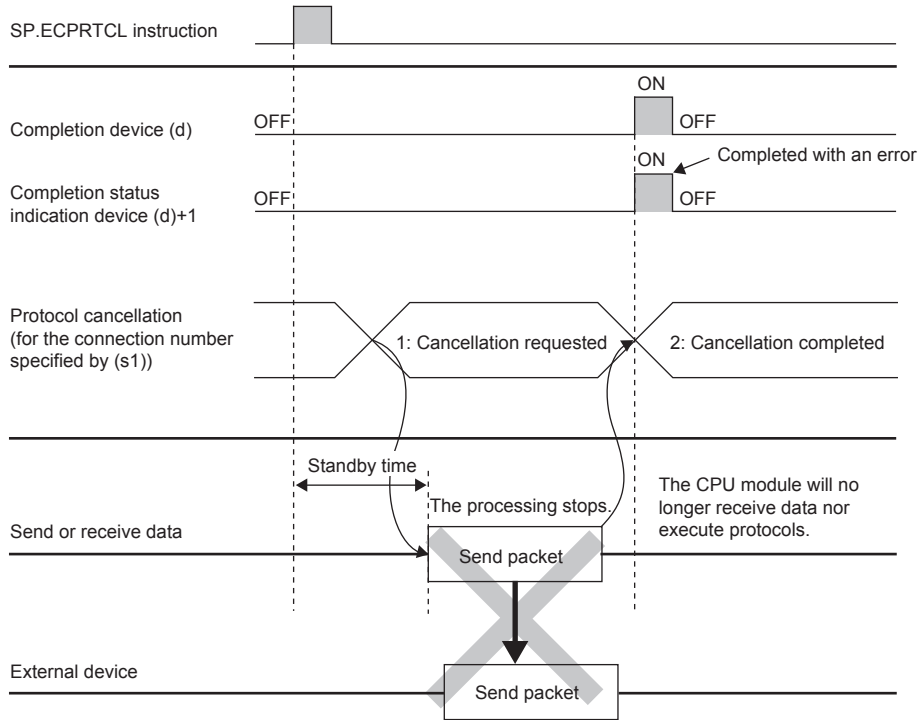 SP.ECPRTCL instruction
ON
Completion device (d)
OFF
OFF
ON
Completed with an error
Completion status
indication device (d)+1
OFF
OFF
Protocol cancellation
(for the connection number
specified by (s1))
1: Cancellation requested
2: Cancellation completed
Standby time
The processing stops.
The CPU module will no
longer receive data nor
execute protocols.
Send or receive data
Send packet
External device
Send packet